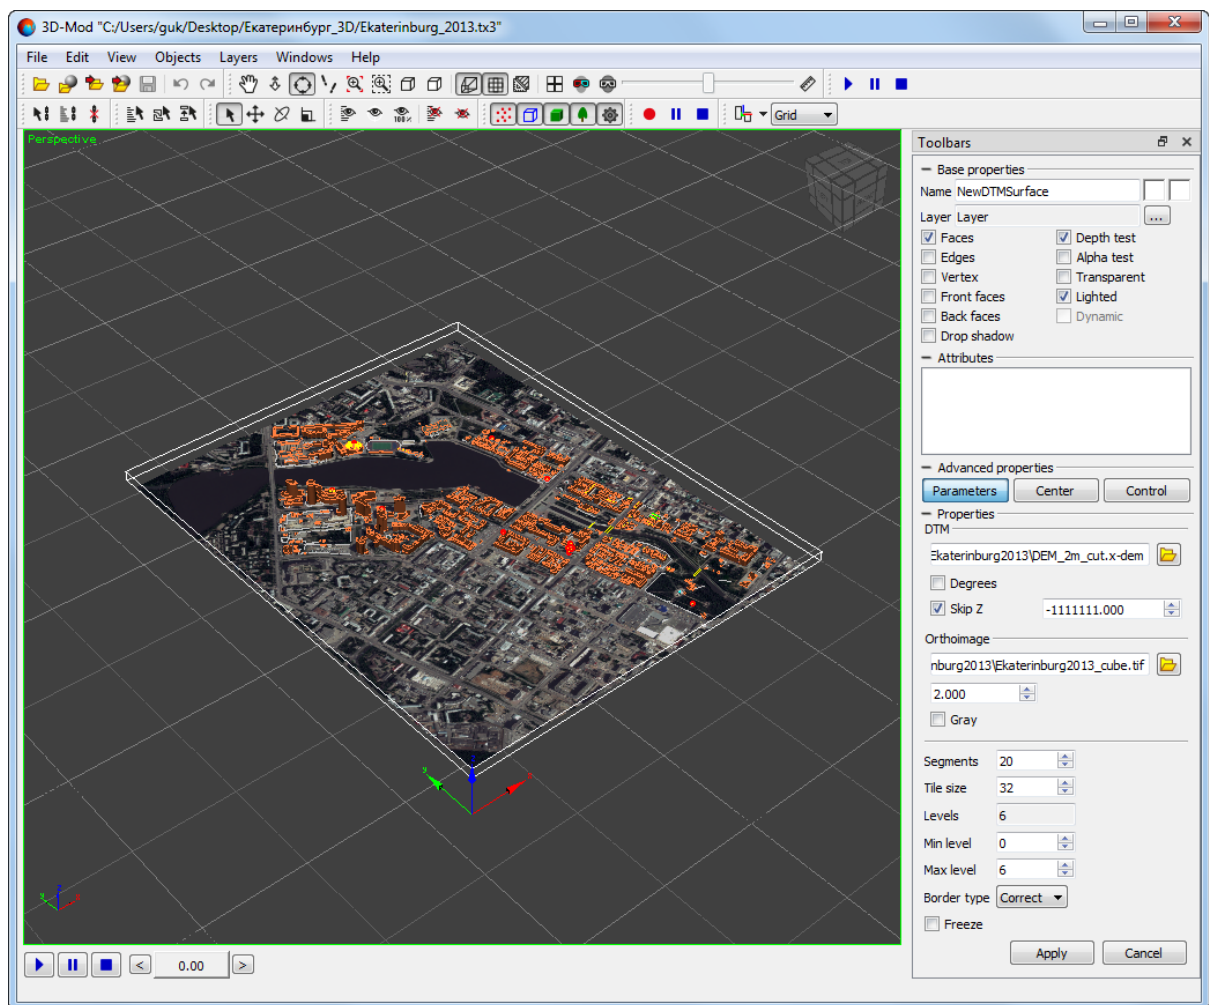 3D-Mod "C:/Users/guk/Desktop/Екатеринбург_3D/Ekaterinburg_2013.tx3"
File Edit View Objects Layers Windows Help
100%
Grid
Perspective
Toolbars
Base properties
Name NewDTMSurface
Layer Layer ...
Faces Depth test
Edges Alpha test
Vertex Transparent
Front faces Lighted
Back faces Dynamic
Drop shadow
Attributes
Advanced properties
Parameters Center Control
Properties
DTM
Ekaterinburg2013\DEM_2m_cut.x-dem
Degrees
Skip Z -1111111.000
Orthoimage
nburg2013\Ekaterinburg2013_cube.tif
2.000
Gray
Segments 20
Tile size 32
Levels 6
Min level 0
Max level 6
Border type Correct
Freeze
Apply Cancel
< 0.00 >